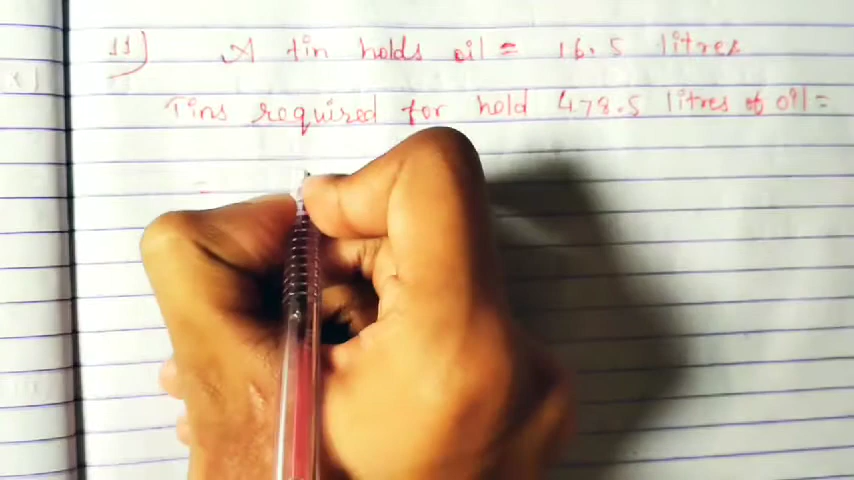 11) A tin holds oil = 16.5 litres
Tins required for hold 478.5 litres of oil =
=